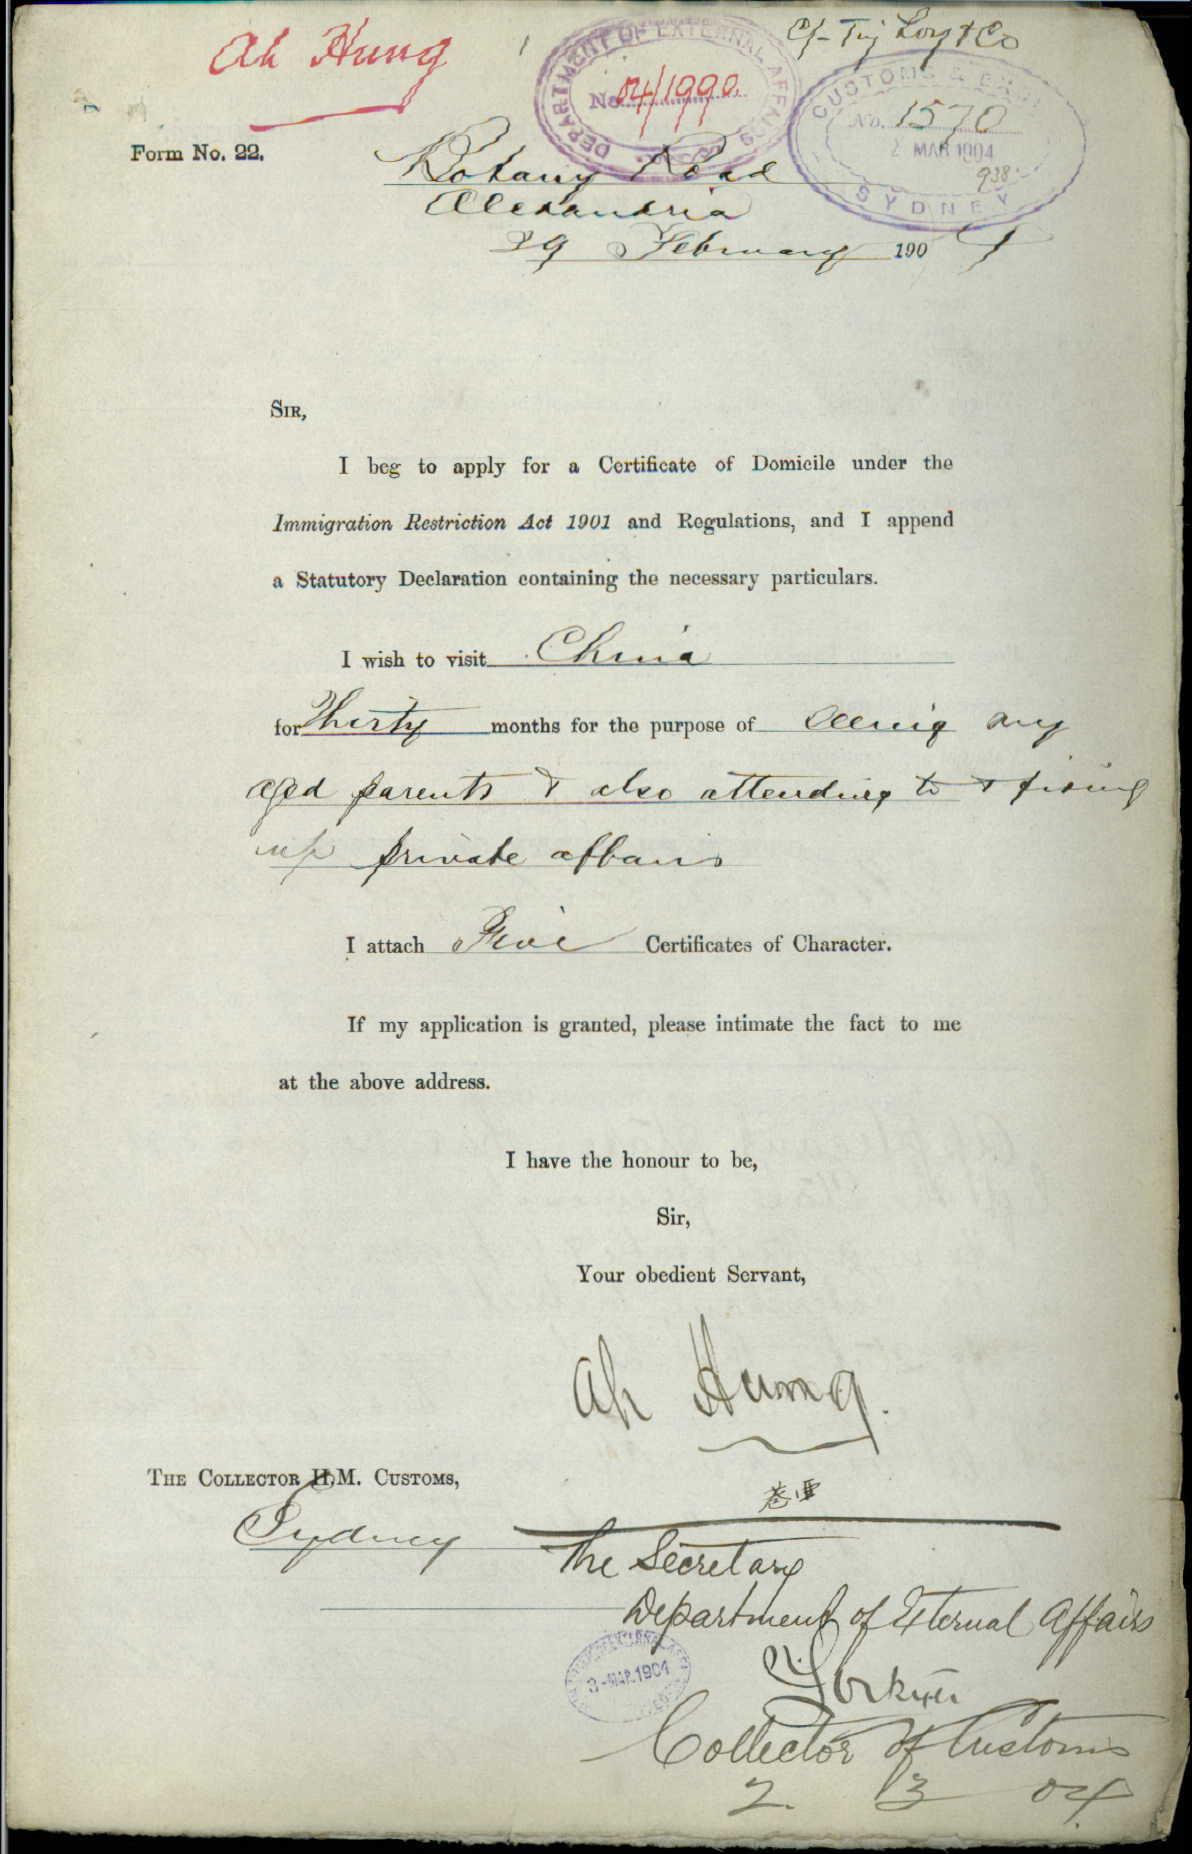 Ah Hung
DEPARTMENT OF EXTERNAL AFFAIRS
No. 04/1990.
C/- Tiy Loy & Co
CUSTOMS & EXCISE
No. 1570
2 MAR 1904
938
SYDNEY
Form No. 22.
Botany Road
Alexandria
29 February 1904
SIR,
I beg to apply for a Certificate of Domicile under the
Immigration Restriction Act 1901 and Regulations, and I append
a Statutory Declaration containing the necessary particulars.
I wish to visit China
for Thirty months for the purpose of seeing my
aged parents & also attending to & fixing
up private affairs
I attach Five Certificates of Character.
If my application is granted, please intimate the fact to me
at the above address.
I have the honour to be,
Sir,
Your obedient Servant,
Ah Hung.
THE COLLECTOR H.M. CUSTOMS,
Sydney
The Secretary
Department of External Affairs
3-MAR.1904
Lockyer
Collector of Customs
2. 3 04.